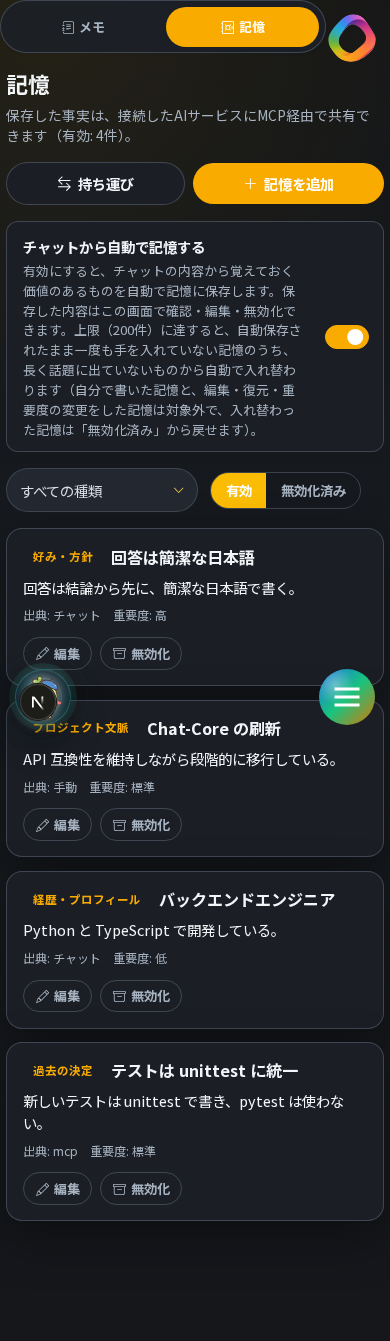 メモ
記憶
記憶
保存した事実は、接続したAIサービスにMCP経由で共有で
きます（有効: 4件）。
持ち運び
記憶を追加
チャットから自動で記憶する
有効にすると、チャットの内容から覚えておく
価値のあるものを自動で記憶に保存します。保
存した内容はこの画面で確認・編集・無効化で
きます。上限（200件）に達すると、自動保存さ
れたまま一度も手を入れていない記憶のうち、
長く話題に出ていないものから自動で入れ替わ
ります（自分で書いた記憶と、編集・復元・重
要度の変更をした記憶は対象外で、入れ替わっ
た記憶は「無効化済み」から戻せます）。
すべての種類
有効
無効化済み
好み・方針 回答は簡潔な日本語
回答は結論から先に、簡潔な日本語で書く。
出典: チャット 重要度: 高
編集
無効化
N
プロジェクト文脈 Chat-Core の刷新
API 互換性を維持しながら段階的に移行している。
出典: 手動 重要度: 標準
編集
無効化
経歴・プロフィール バックエンドエンジニア
Python と TypeScript で開発している。
出典: チャット 重要度: 低
編集
無効化
過去の決定 テストは unittest に統一
新しいテストは unittest で書き、pytest は使わな
い。
出典: mcp 重要度: 標準
編集
無効化